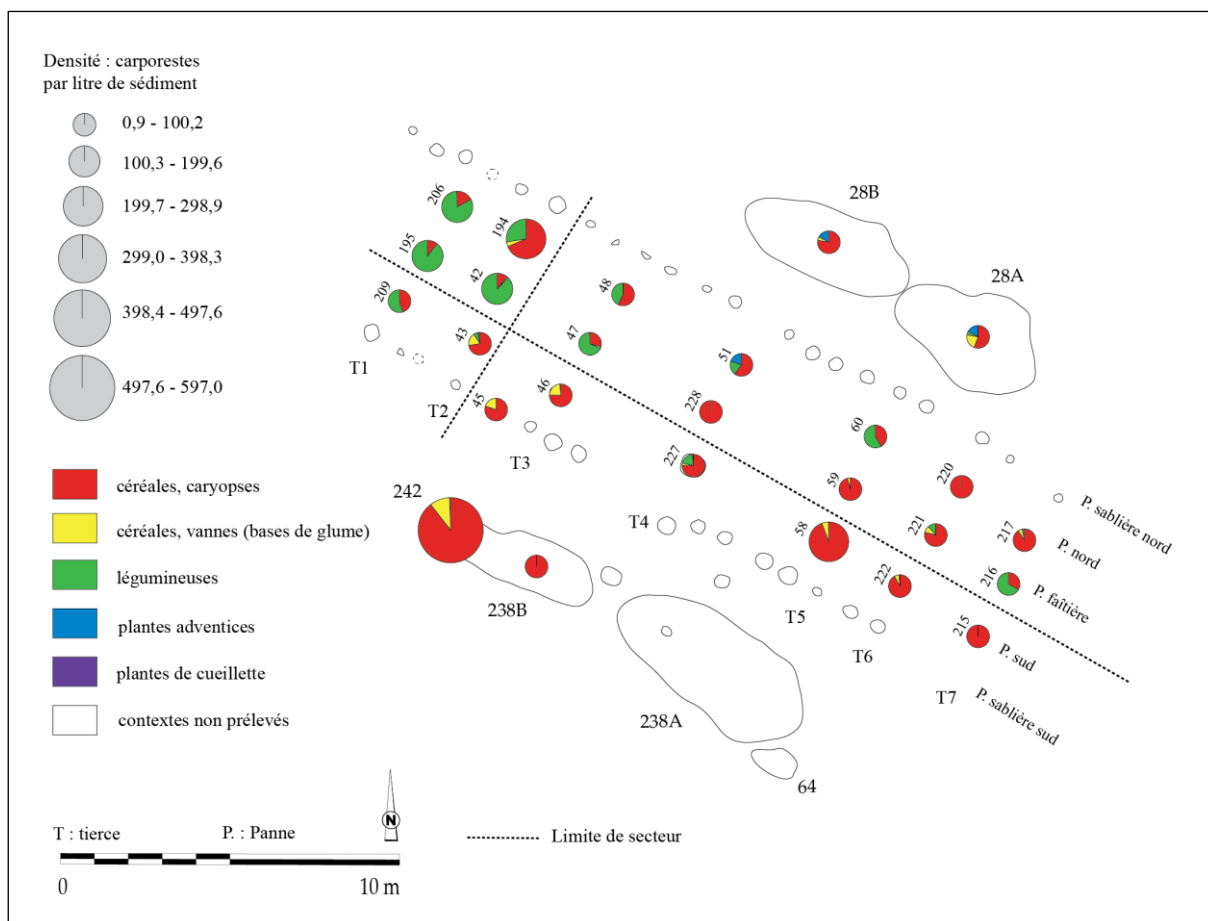 Densité : carporestes
par litre de sédiment
0,9 - 100,2
100,3 - 199,6
199,7 - 298,9
299,0 - 398,3
398,4 - 497,6
497,6 - 597,0
céréales, caryopses
céréales, vannes (bases de glume)
légumineuses
plantes adventices
plantes de cueillette
contextes non prélevés
T : tierce
P. : Panne
N
Limite de secteur
0
10 m
206
194
195
42
209
43
48
47
46
45
28B
28A
51
228
227
60
59
58
220
221
217
216
222
215
242
238B
238A
64
T1
T2
T3
T4
T5
T6
T7
P. sablière nord
P. nord
P. faîtière
P. sud
P. sablière sud